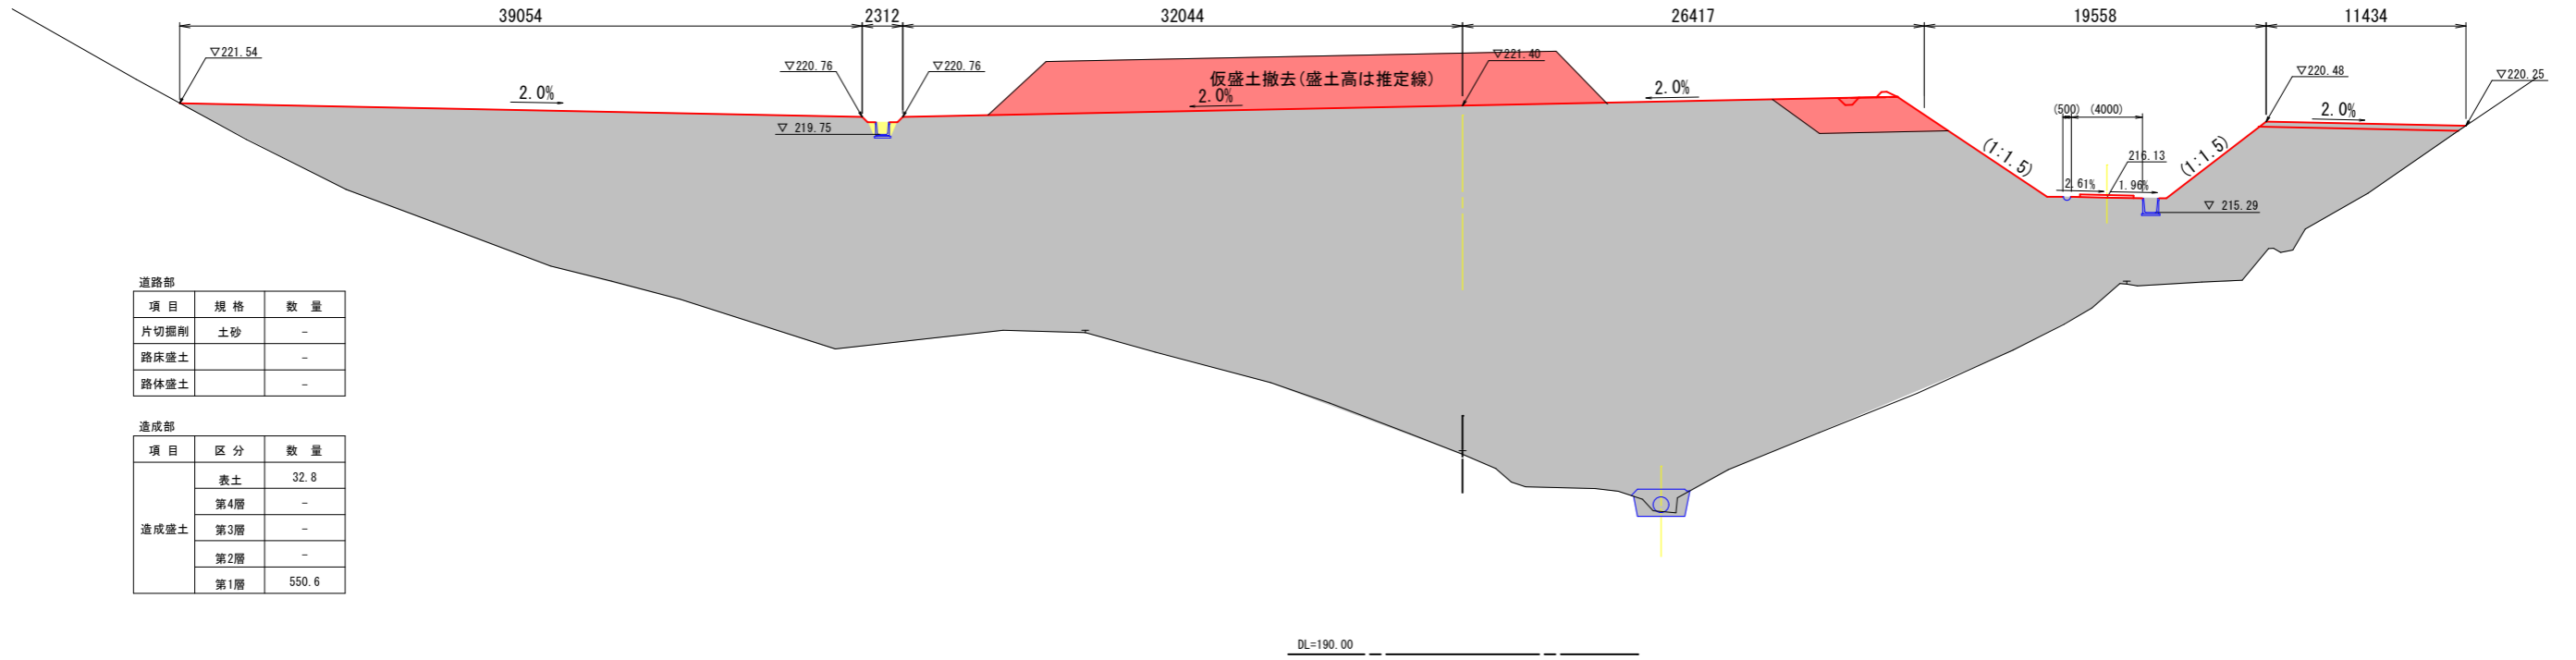 39054 2312 32044 26417 19558 11434
▽221.54
▽220.76
▽220.76
▽221.40
▽220.48
▽220.25
仮盛土撤去(盛土高は推定線)
2.0%
2.0%
2.0%
2.0%
(500) (4000)
▽ 219.75
(1:1.5)
(1:1.5)
216.13
2.61%
1.96%
▽ 215.29
道路部
項 目 規 格 数 量
片切掘削 土砂 -
路床盛土 -
路体盛土 -
造成部
項 目 区 分 数 量
造成盛土
表土 32.8
第4層 -
第3層 -
第2層 -
第1層 550.6
DL=190.00